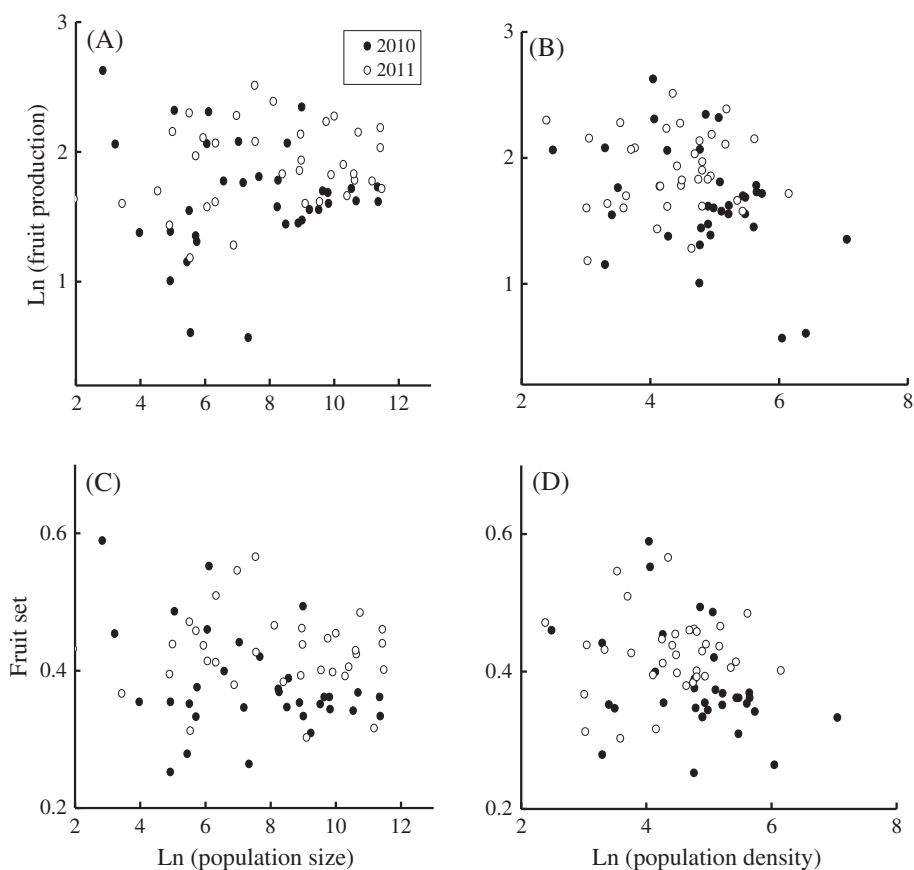 (A)
2010
2011
3
2
1
Ln (fruit production)
2 4 6 8 10 12
(B)
3
2
1
2 4 6 8
(C)
0.6
0.4
0.2
Fruit set
2 4 6 8 10 12
Ln (population size)
(D)
0.6
0.4
0.2
2 4 6 8
Ln (population density)